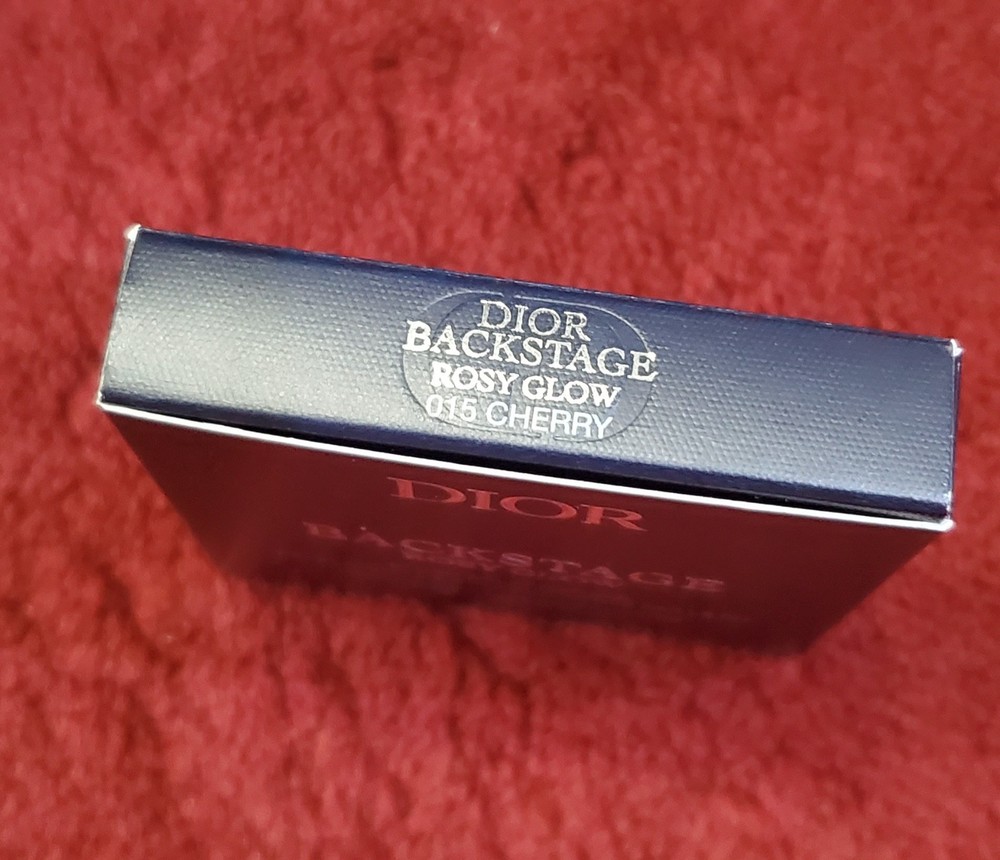 DIOR
BACKSTAGE
ROSY GLOW
015 CHERRY
DIOR
BACKSTAGE